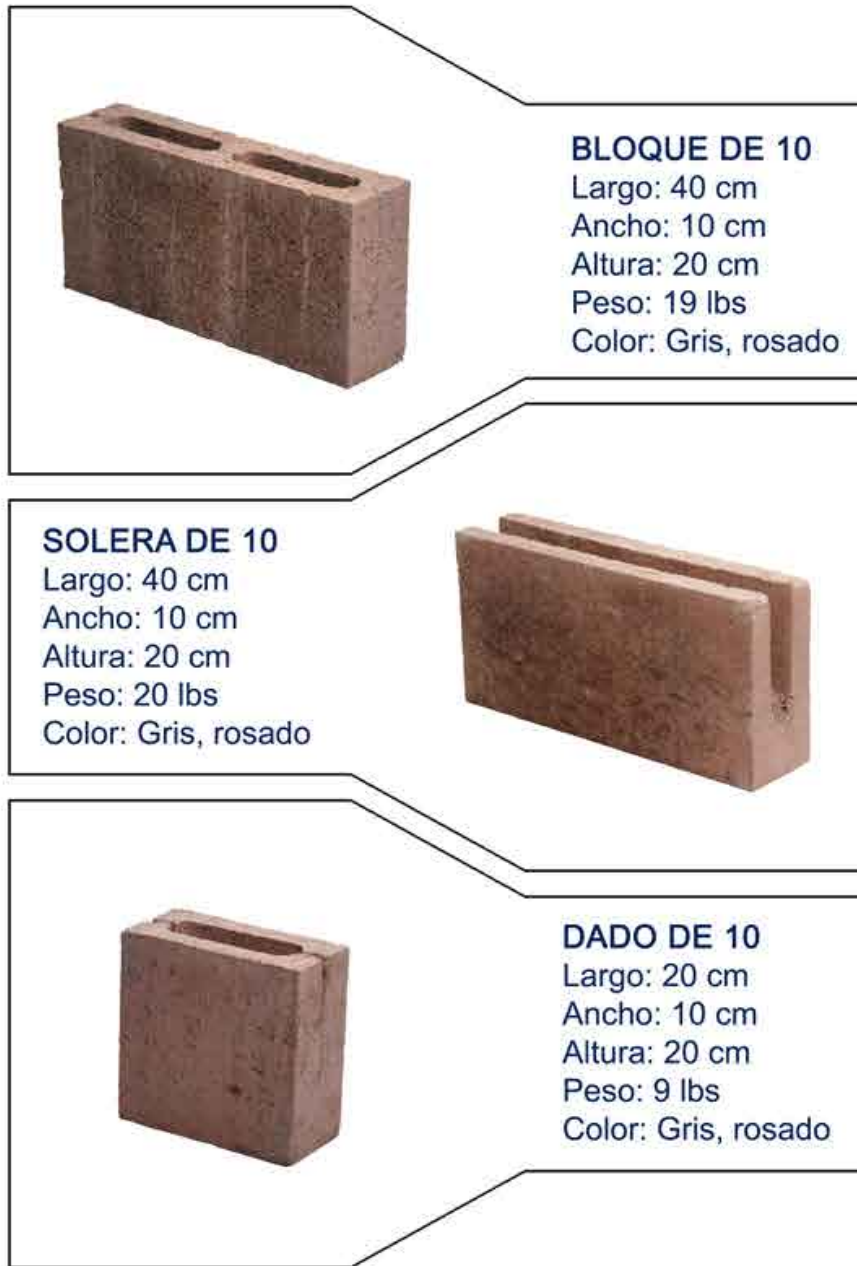 BLOQUE DE 10
Largo: 40 cm
Ancho: 10 cm
Altura: 20 cm
Peso: 19 lbs
Color: Gris, rosado
SOLERA DE 10
Largo: 40 cm
Ancho: 10 cm
Altura: 20 cm
Peso: 20 lbs
Color: Gris, rosado
DADO DE 10
Largo: 20 cm
Ancho: 10 cm
Altura: 20 cm
Peso: 9 lbs
Color: Gris, rosado